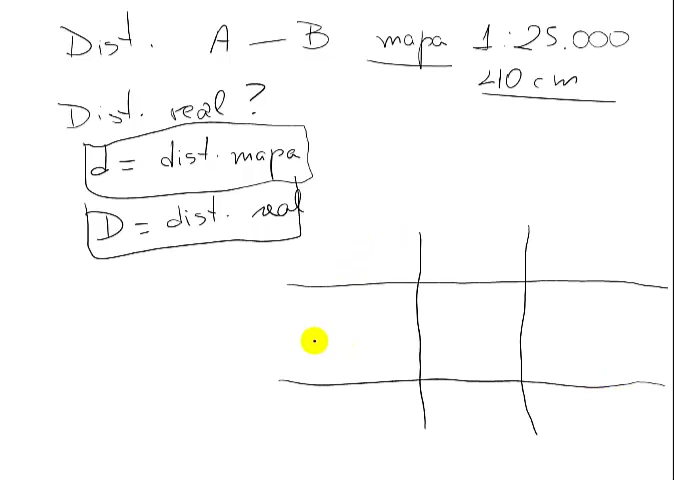 Dist. A — B mapa 1:25.000
40 cm
Dist. real?
d = dist. mapa
D = dist. real